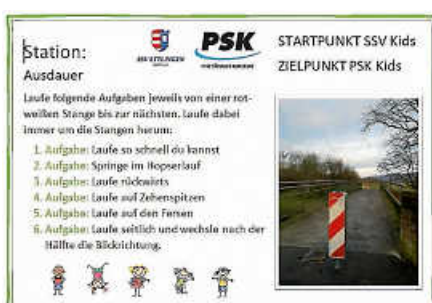 Station:
Ausdauer
SSV ETTLINGEN
PSK
STARTPUNKT SSV Kids
ZIELPUNKT PSK Kids
Laufe folgende Aufgaben jeweils von einer rot-
weißen Stange bis zur nächsten. Laufe dabei
immer um die Stangen herum:
1. Aufgabe: Laufe so schnell du kannst
2. Aufgabe: Springe im Hopserlauf
3. Aufgabe: Laufe rückwärts
4. Aufgabe: Laufe auf Zehenspitzen
5. Aufgabe: Laufe auf den Fersen
6. Aufgabe: Laufe seitlich und wechsle nach der
Hälfte die Blickrichtung.